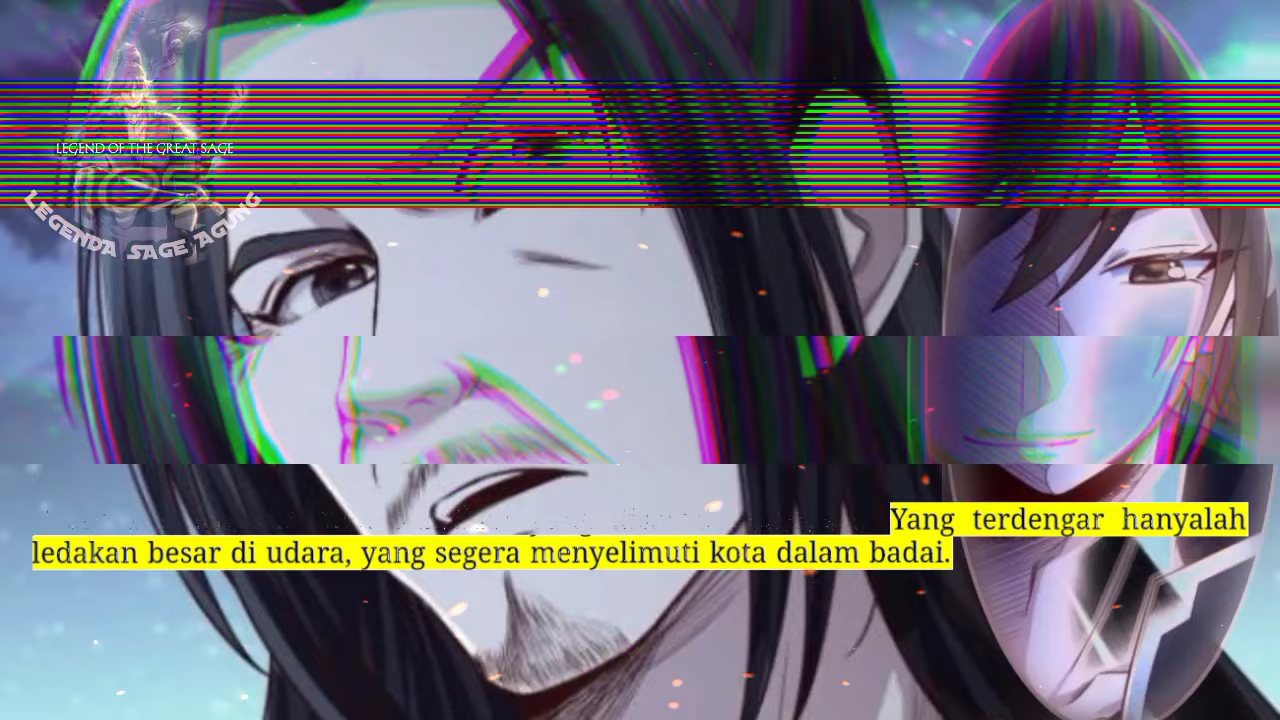 LEGEND OF THE GREAT SAGE
LEGENDA SAGE AGUNG
Yang terdengar hanyalah
ledakan besar di udara, yang segera menyelimuti kota dalam badai.